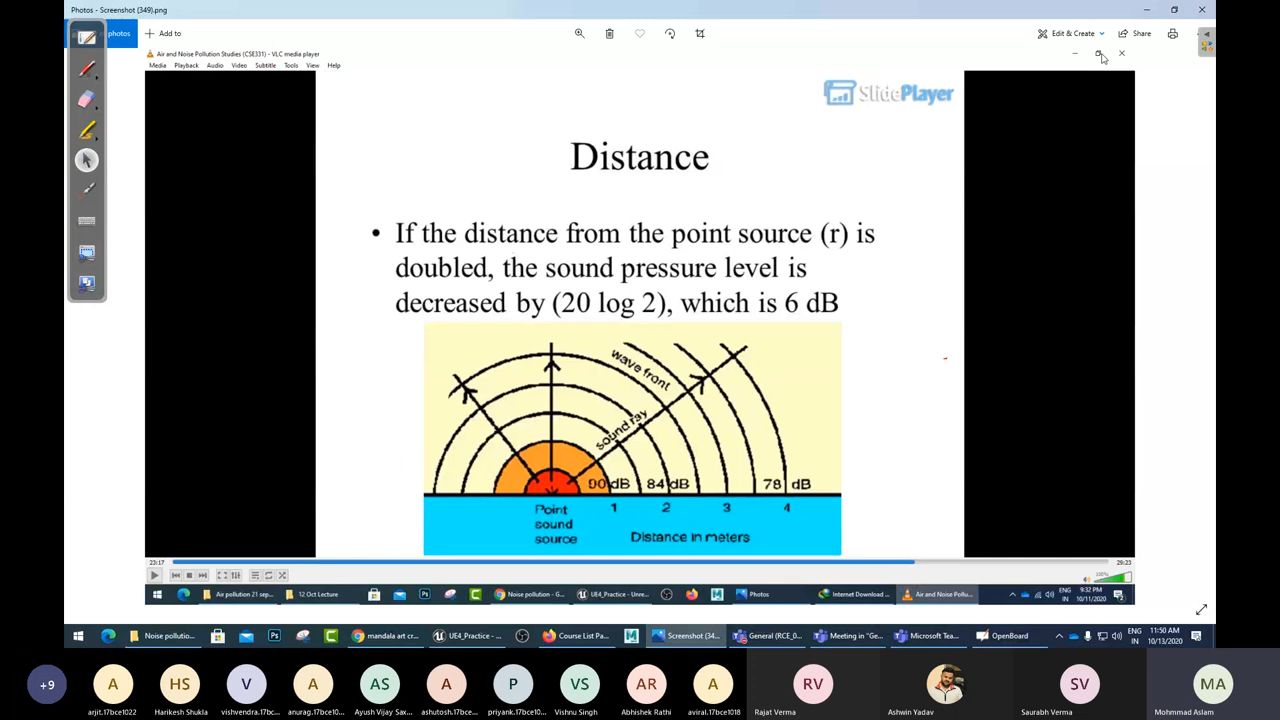 Photos - Screenshot (349).png
photos
Add to
Edit & Create
Share
Air and Noise Pollution Studies (CSE331) - VLC media player
Media Playback Audio Video Subtitle Tools View Help
SlidePlayer
Distance
• If the distance from the point source (r) is
doubled, the sound pressure level is
decreased by (20 log 2), which is 6 dB
wave front
sound ray
90 dB 84 dB 78 dB
Point
sound
source
1 2 3 4
Distance in meters
23:17
29:23
100%
Air pollution 21 sep...
12 Oct Lecture
Noise pollution - G...
UE4_Practice - Unre...
Photos
Internet Download ...
Air and Noise Pollu...
ENG
IN
9:32 PM
10/11/2020
2
Noise pollutio...
mandala art cr...
UE4_Practice - ...
Course List Pa...
Screenshot (34...
General (RCE_0...
Meeting in "Ge...
Microsoft Tea...
OpenBoard
ENG
IN
11:50 AM
10/13/2020
+9
A
HS
V
A
AS
A
P
VS
AR
A
RV
SV
MA
arjit.17bce1022
Harikesh Shukla
vishvendra.17bc...
anurag.17bce10...
Ayush Vijay Sax...
ashutosh.17bce...
priyank.17bce10...
Vishnu Singh
Abhishek Rathi
aviral.17bce1018
Rajat Verma
Ashwin Yadav
Saurabh Verma
Mohmmad Aslam